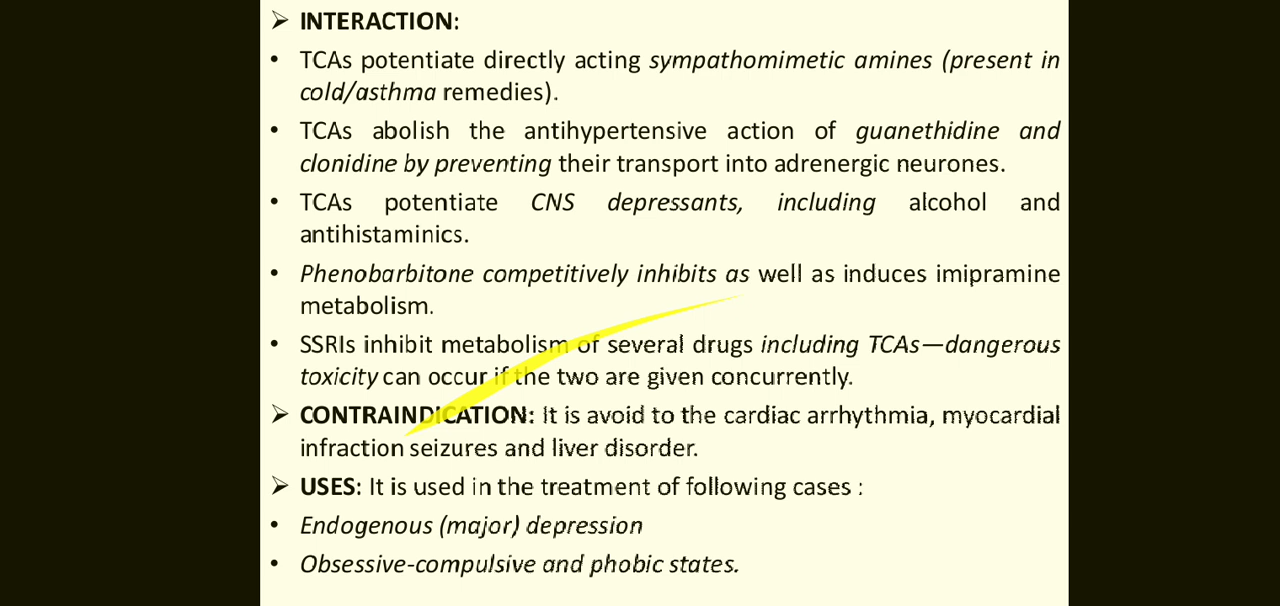 ➢ INTERACTION:
• TCAs potentiate directly acting sympathomimetic amines (present in
cold/asthma remedies).
• TCAs abolish the antihypertensive action of guanethidine and
clonidine by preventing their transport into adrenergic neurones.
• TCAs potentiate CNS depressants, including alcohol and
antihistaminics.
• Phenobarbitone competitively inhibits as well as induces imipramine
metabolism.
• SSRIs inhibit metabolism of several drugs including TCAs—dangerous
toxicity can occur if the two are given concurrently.
➢ CONTRAINDICATION: It is avoid to the cardiac arrhythmia, myocardial
infraction seizures and liver disorder.
➢ USES: It is used in the treatment of following cases :
• Endogenous (major) depression
• Obsessive-compulsive and phobic states.